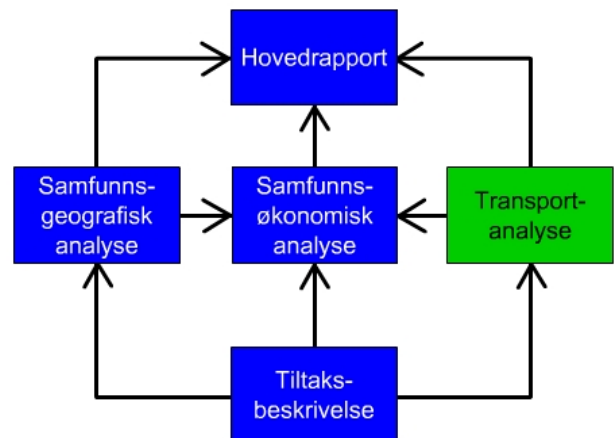 Hovedrapport
Samfunns-
geografisk
analyse
Samfunns-
økonomisk
analyse
Transport-
analyse
Tiltaks-
beskrivelse